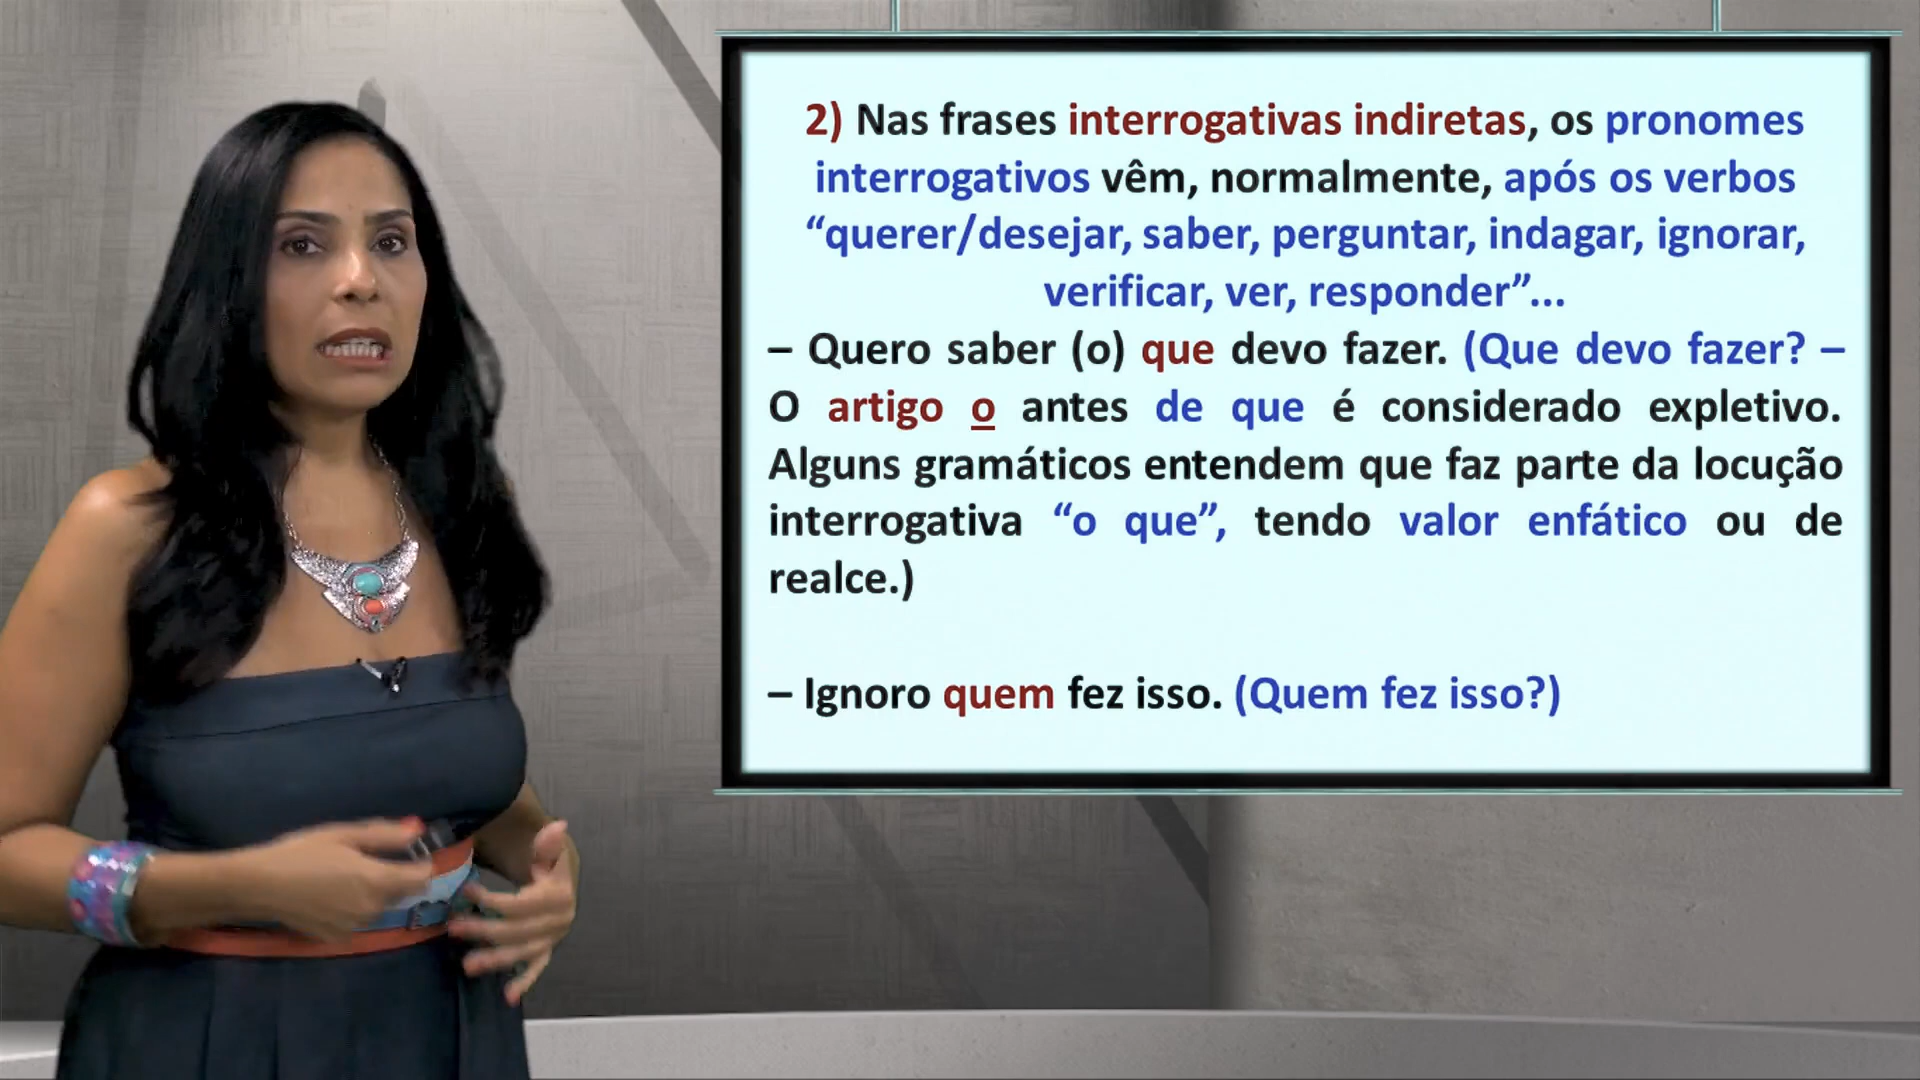 2) Nas frases interrogativas indiretas, os pronomes
interrogativos vêm, normalmente, após os verbos
“querer/desejar, saber, perguntar, indagar, ignorar,
verificar, ver, responder”...
– Quero saber (o) que devo fazer. (Que devo fazer? –
O artigo o antes de que é considerado expletivo.
Alguns gramáticos entendem que faz parte da locução
interrogativa “o que”, tendo valor enfático ou de
realce.)
– Ignoro quem fez isso. (Quem fez isso?)